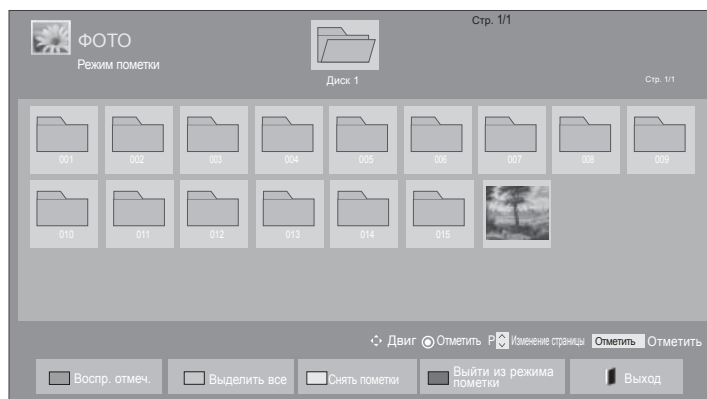 Стр. 1/1
ФОТО
Режим пометки
Диск 1
Стр. 1/1
001 002 003 004 005 006 007 008 009
010 011 012 013 014 015
Двиг Отметить P Изменение страницы Отметить Отметить
Воспр. отмеч. Выделить все Снять пометки Выйти из режима пометки Выход